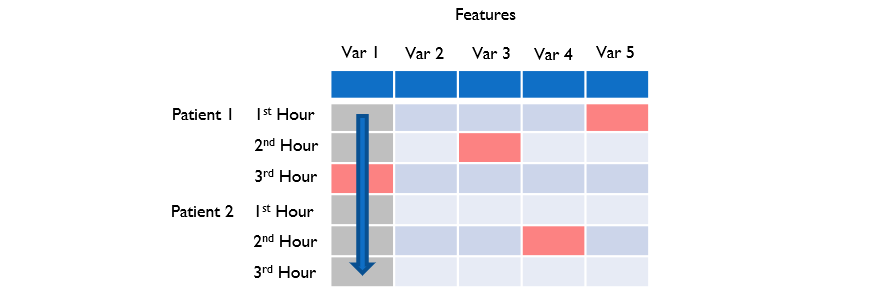 Features
Var 1 Var 2 Var 3 Var 4 Var 5
Patient 1 1st Hour
2nd Hour
3rd Hour
Patient 2 1st Hour
2nd Hour
3rd Hour